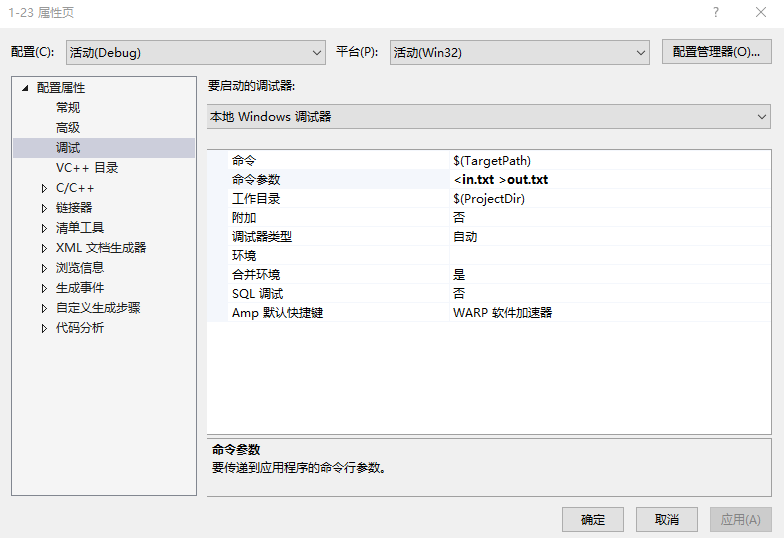 1-23 属性页
配置(C): 活动(Debug) 平台(P): 活动(Win32) 配置管理器(O)...
配置属性
常规
高级
调试
VC++ 目录
C/C++
链接器
清单工具
XML 文档生成器
浏览信息
生成事件
自定义生成步骤
代码分析
要启动的调试器:
本地 Windows 调试器
命令 $(TargetPath)
命令参数 <in.txt >out.txt
工作目录 $(ProjectDir)
附加 否
调试器类型 自动
环境
合并环境 是
SQL 调试 否
Amp 默认快捷键 WARP 软件加速器
命令参数
要传递到应用程序的命令行参数。
确定 取消 应用(A)